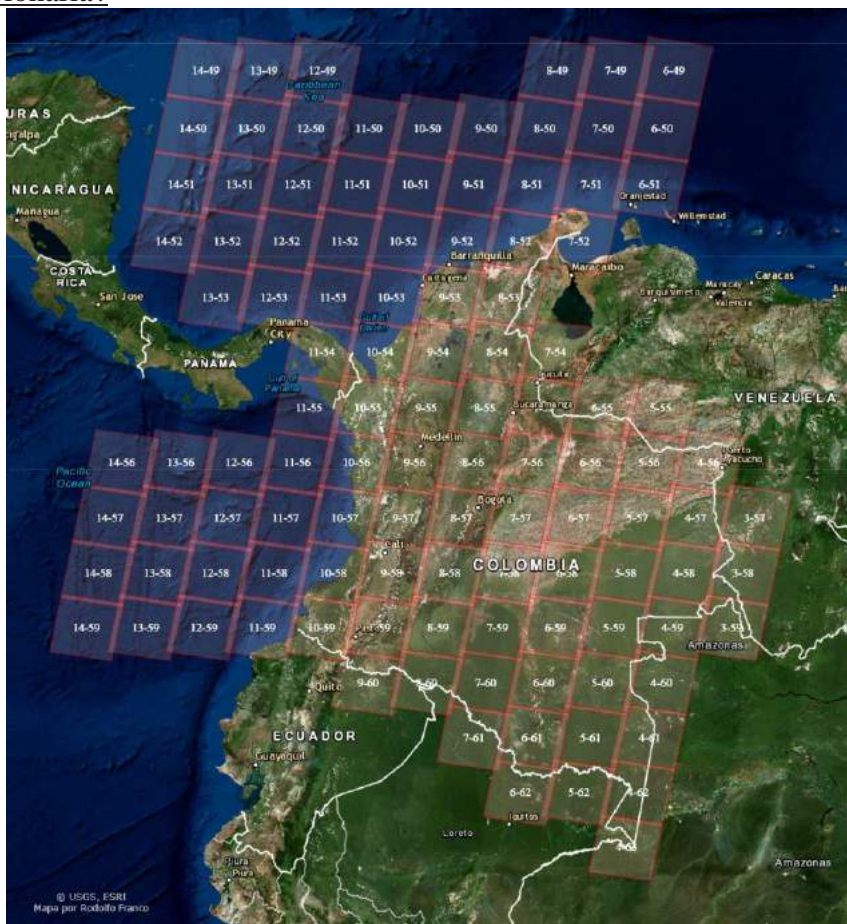 14-49 13-49 12-49 8-49 7-49 6-49
Caribbean
Sea
URAS
14-50 13-50 12-50 11-50 10-50 9-50 8-50 7-50 6-50
NICARAGUA
14-51 13-51 12-51 11-51 10-51 9-51 8-51 7-51 6-51
Oranjestad
Managua
Willemstad
14-52 13-52 12-52 11-52 10-52 9-52 8-52 7-52
COSTA
RICA
Barranquilla
Maracaibo
Caracas
Cartagena
Barquisimeto
Maracay
Valencia
San Jose
13-53 12-53 11-53 10-53 9-53 8-53
Panama
City
PANAMA
11-54 10-54 9-54 8-54 7-54
Gulf of
Panama
Cucuta
VENEZUELA
11-55 10-55 9-55 8-55 6-55 5-55
Bucaramanga
Medellin
Puerto
Ayacucho
Pacific
Ocean
14-56 13-56 12-56 11-56 10-56 9-56 8-56 7-56 6-56 5-56 4-56
Bogota
14-57 13-57 12-57 11-57 10-57 9-57 8-57 7-57 6-57 5-57 4-57 3-57
Cali
COLOMBIA
14-58 13-58 12-58 11-58 10-58 9-58 8-58 7-58 6-58 5-58 4-58 3-58
14-59 13-59 12-59 11-59 10-59 8-59 7-59 6-59 5-59 4-59 3-59
Amazonas
Quito
9-60 7-60 6-60 5-60 4-60
ECUADOR
7-61 6-61 5-61 4-61
Guayaquil
6-62 5-62 4-62
Iquitos
Loreto
Piura
Piura
Amazonas
© USGS, ESRI
Mapa por Rodolfo Franco